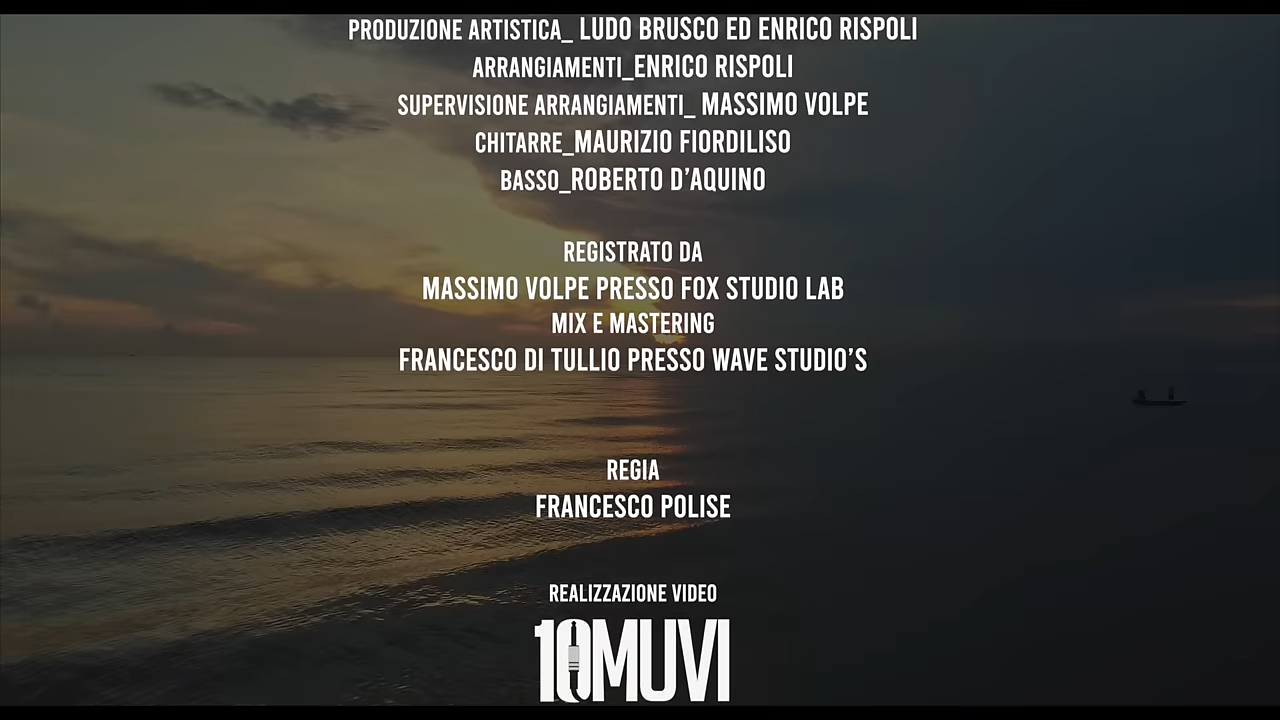 PRODUZIONE ARTISTICA_ LUDO BRUSCO ED ENRICO RISPOLI
ARRANGIAMENTI_ENRICO RISPOLI
SUPERVISIONE ARRANGIAMENTI_ MASSIMO VOLPE
CHITARRE_MAURIZIO FIORDILISO
BASSO_ROBERTO D'AQUINO
REGISTRATO DA
MASSIMO VOLPE PRESSO FOX STUDIO LAB
MIX E MASTERING
FRANCESCO DI TULLIO PRESSO WAVE STUDIO'S
REGIA
FRANCESCO POLISE
REALIZZAZIONE VIDEO
10MUVI